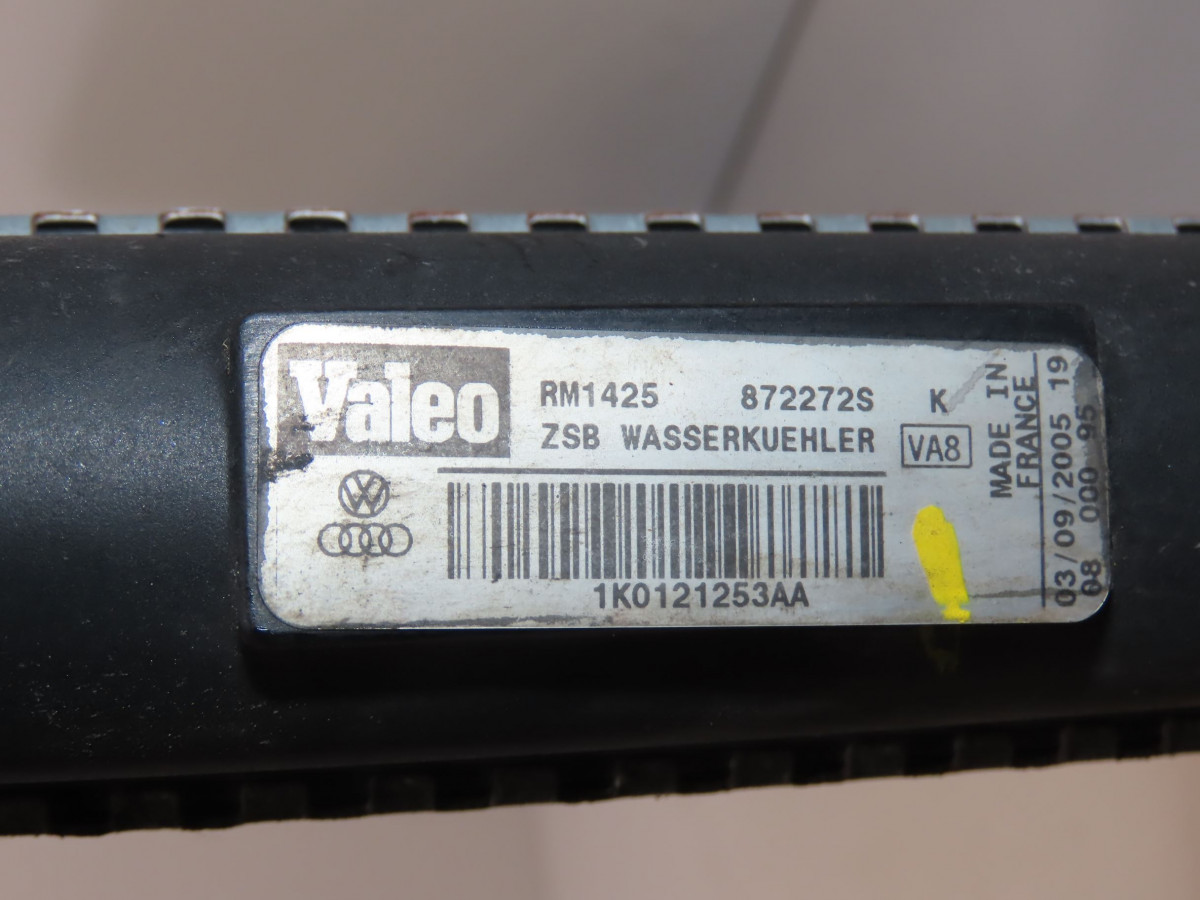 Valeo
RM1425 872272S K
ZSB WASSERKUEHLER VA8
1K0121253AA
MADE IN
FRANCE
03/09/2005 19
08 000 95